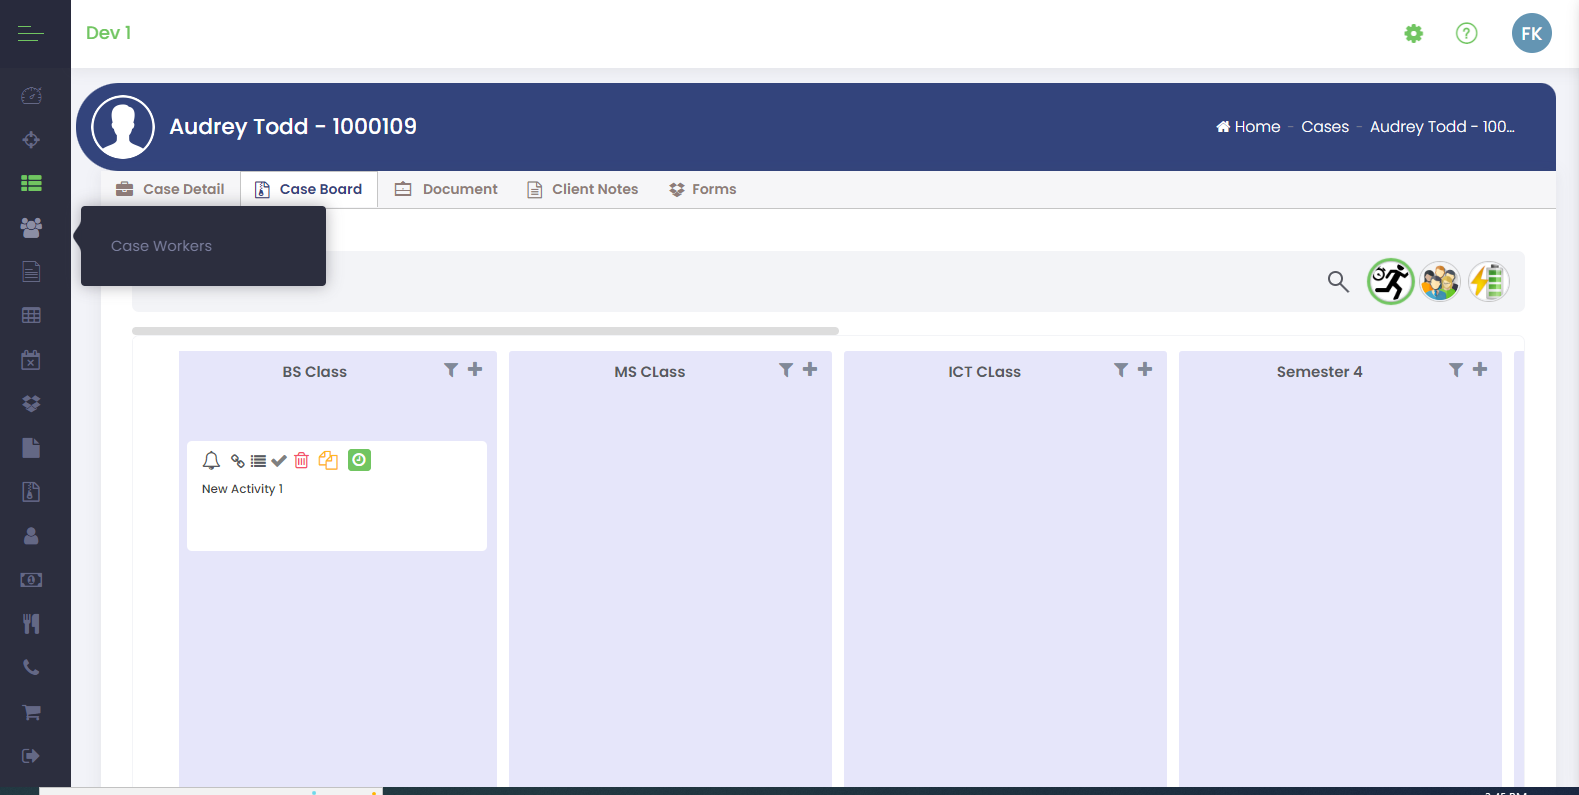 Dev 1
FK
Audrey Todd - 1000109
Home - Cases - Audrey Todd - 100...
Case Detail
Case Board
Document
Client Notes
Forms
Case Workers
BS Class
MS CLass
ICT CLass
Semester 4
New Activity 1